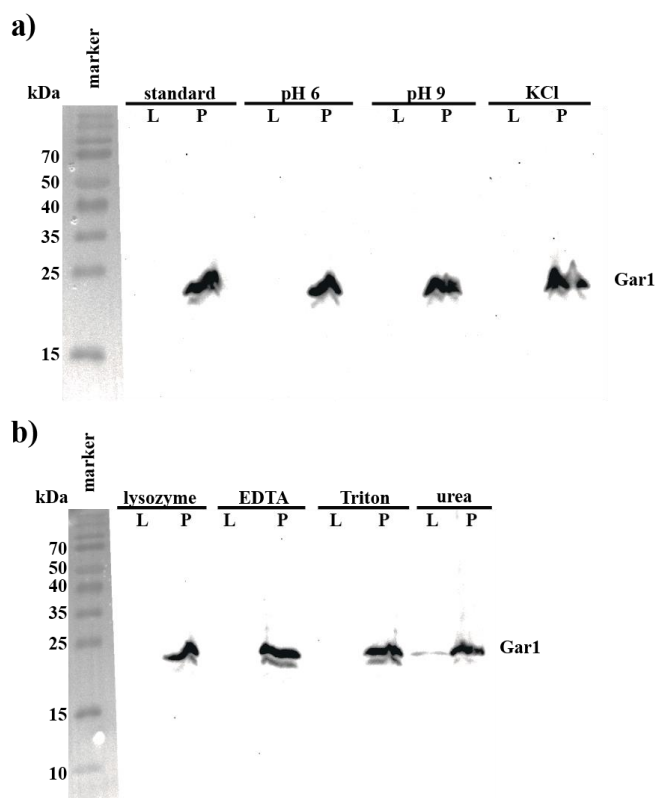 a)
marker
kDa
standard pH 6 pH 9 KCl
L P L P L P L P
70
50
40
35
25
Gar1
15
b)
marker
kDa
lysozyme EDTA Triton urea
L P L P L P L P
70
50
40
35
25
Gar1
15
10